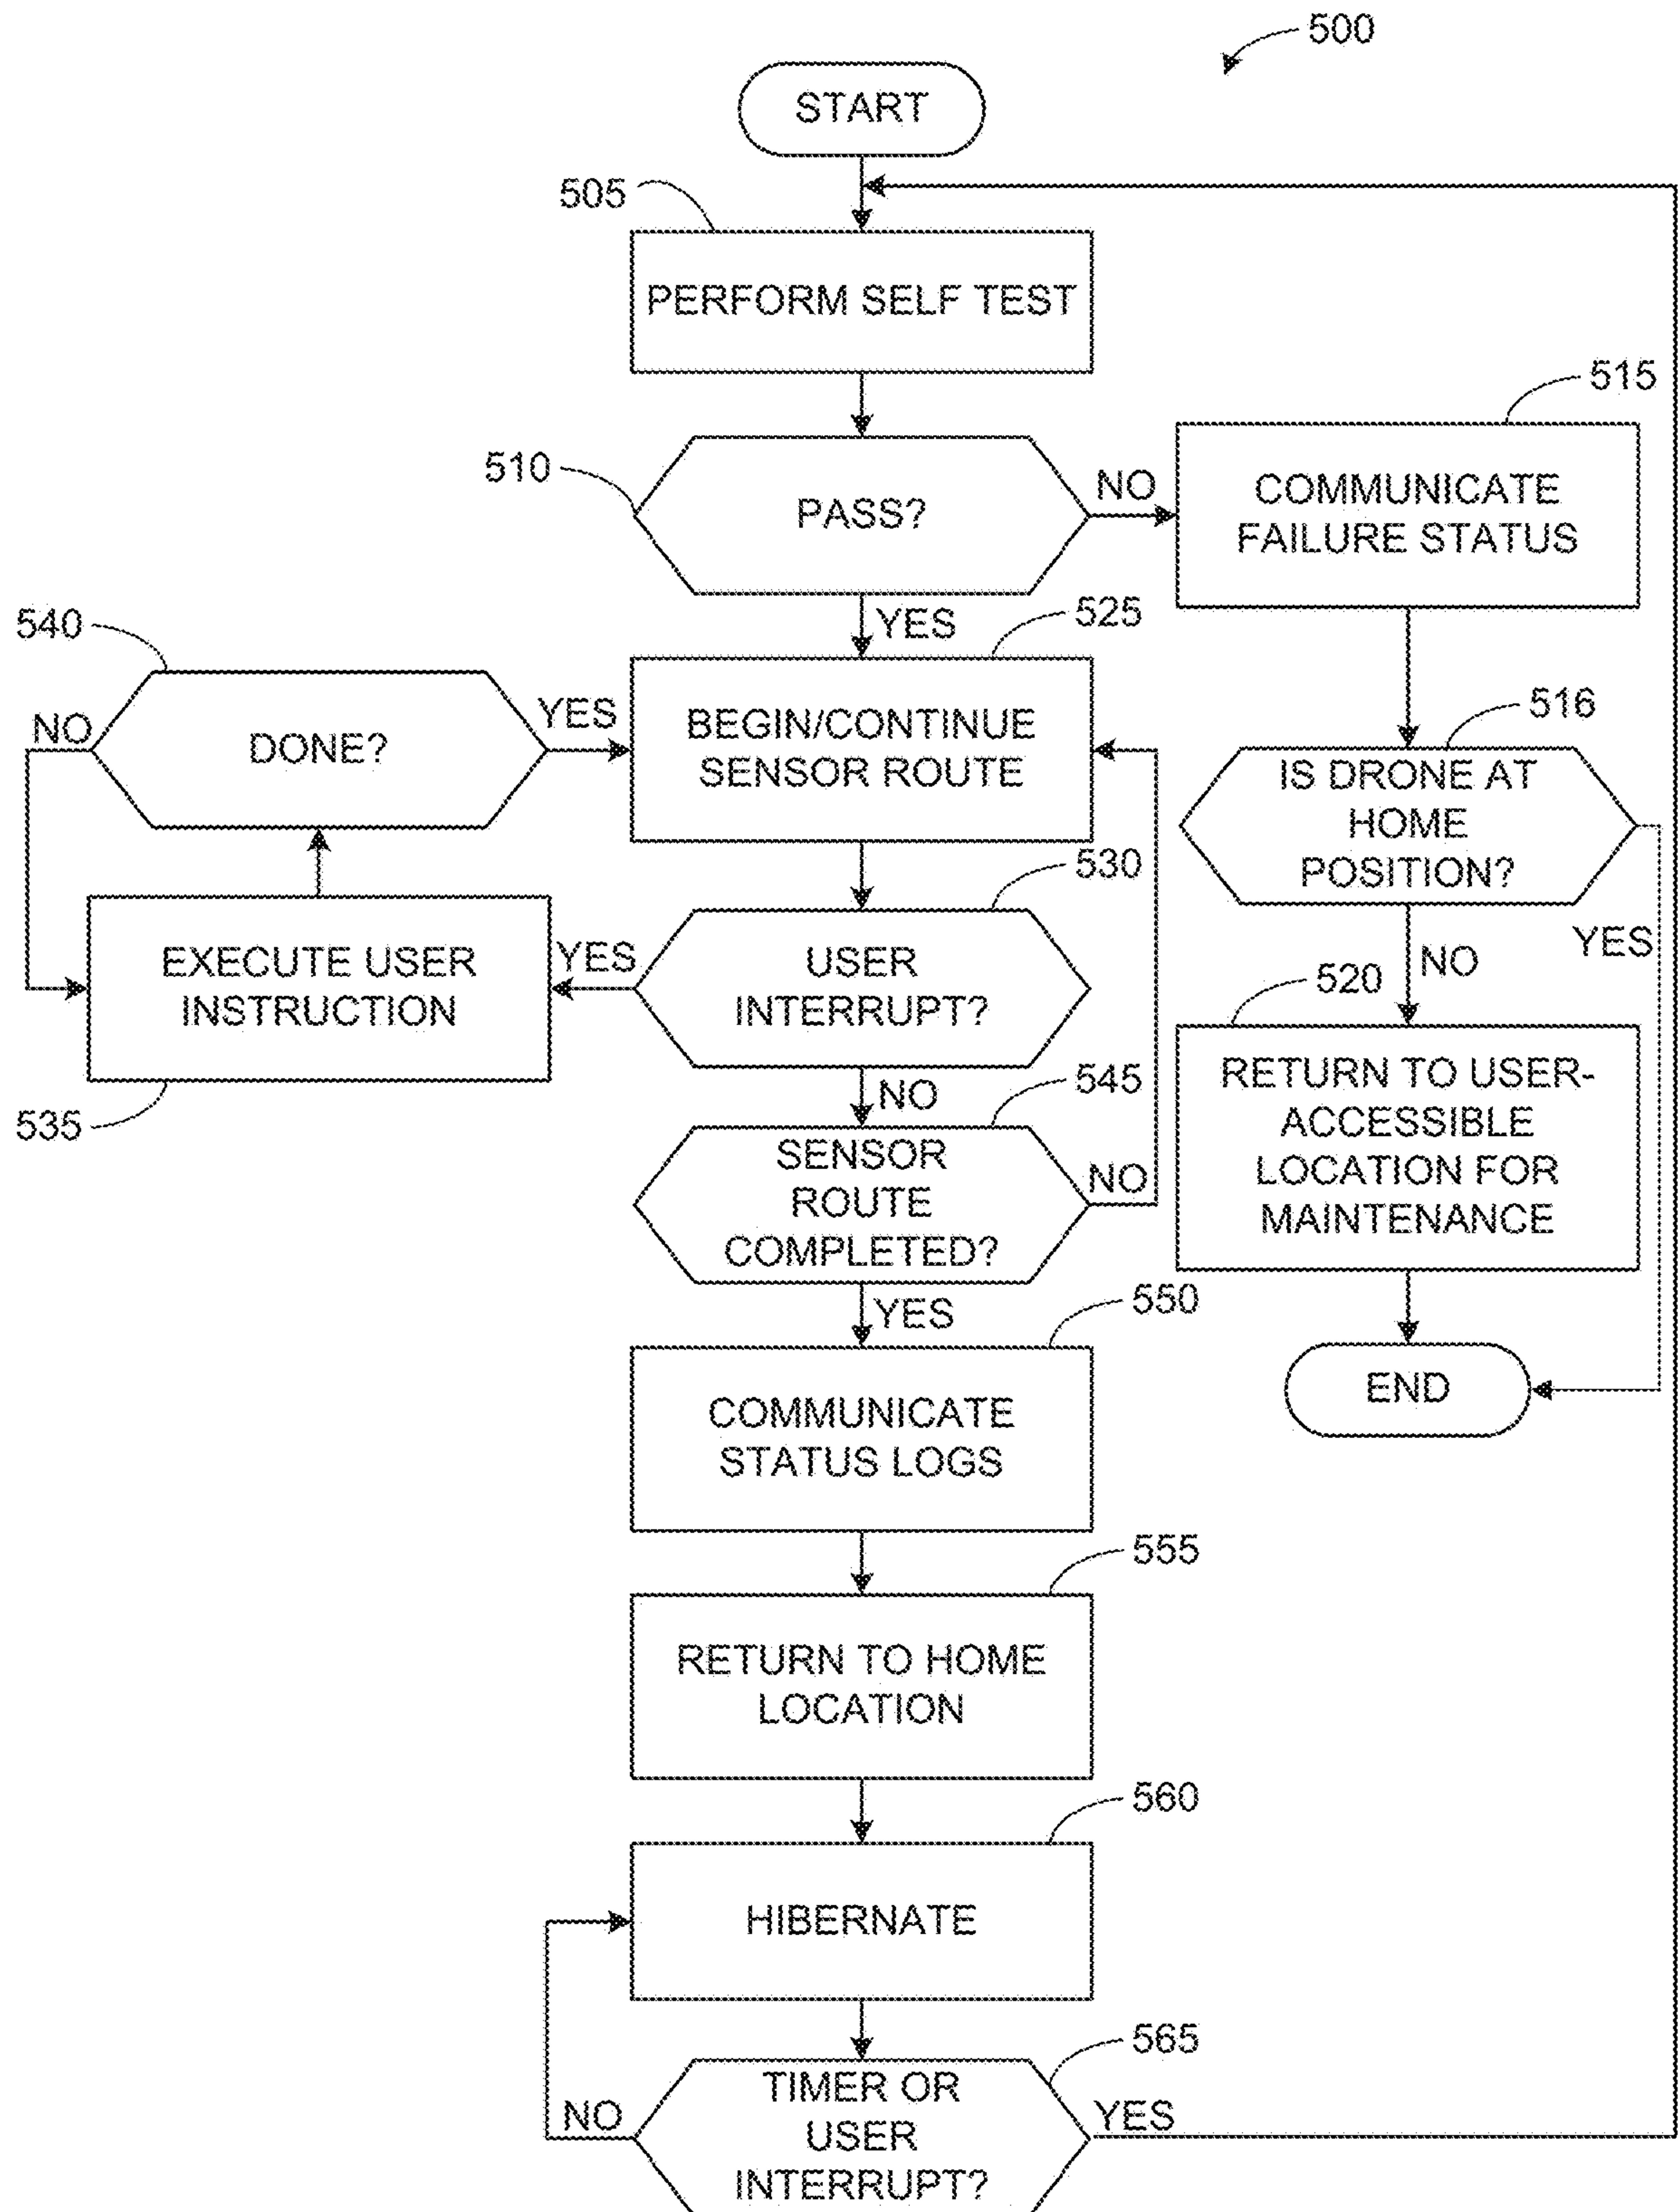 500
START
505
PERFORM SELF TEST
515
510
PASS?
NO
COMMUNICATE
FAILURE STATUS
YES
525
540
NO
DONE?
YES
BEGIN/CONTINUE
SENSOR ROUTE
516
IS DRONE AT
HOME
POSITION?
530
EXECUTE USER
INSTRUCTION
YES
USER
INTERRUPT?
NO
YES
520
535
NO
545
RETURN TO USER-
ACCESSIBLE
LOCATION FOR
MAINTENANCE
SENSOR
ROUTE
COMPLETED?
NO
YES
550
END
COMMUNICATE
STATUS LOGS
555
RETURN TO HOME
LOCATION
560
HIBERNATE
565
NO
TIMER OR
USER
INTERRUPT?
YES